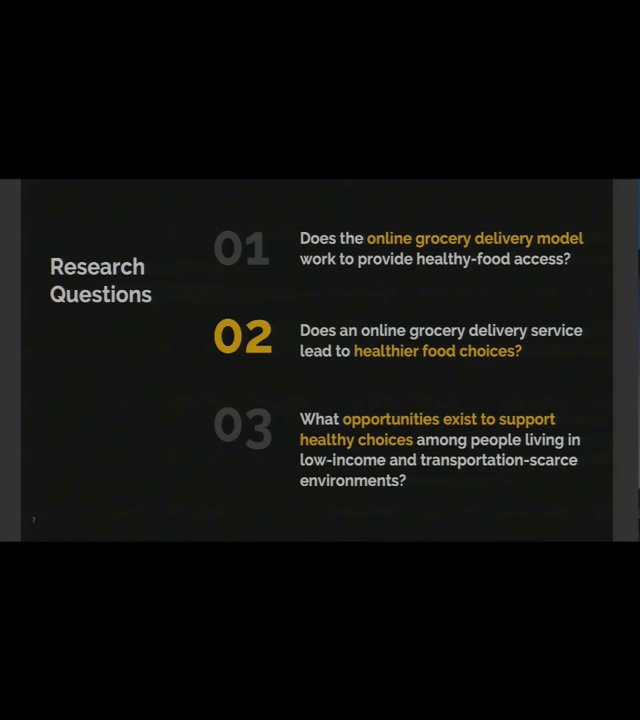 Research
Questions
01
Does the online grocery delivery model
work to provide healthy-food access?
02
Does an online grocery delivery service
lead to healthier food choices?
03
What opportunities exist to support
healthy choices among people living in
low-income and transportation-scarce
environments?
7